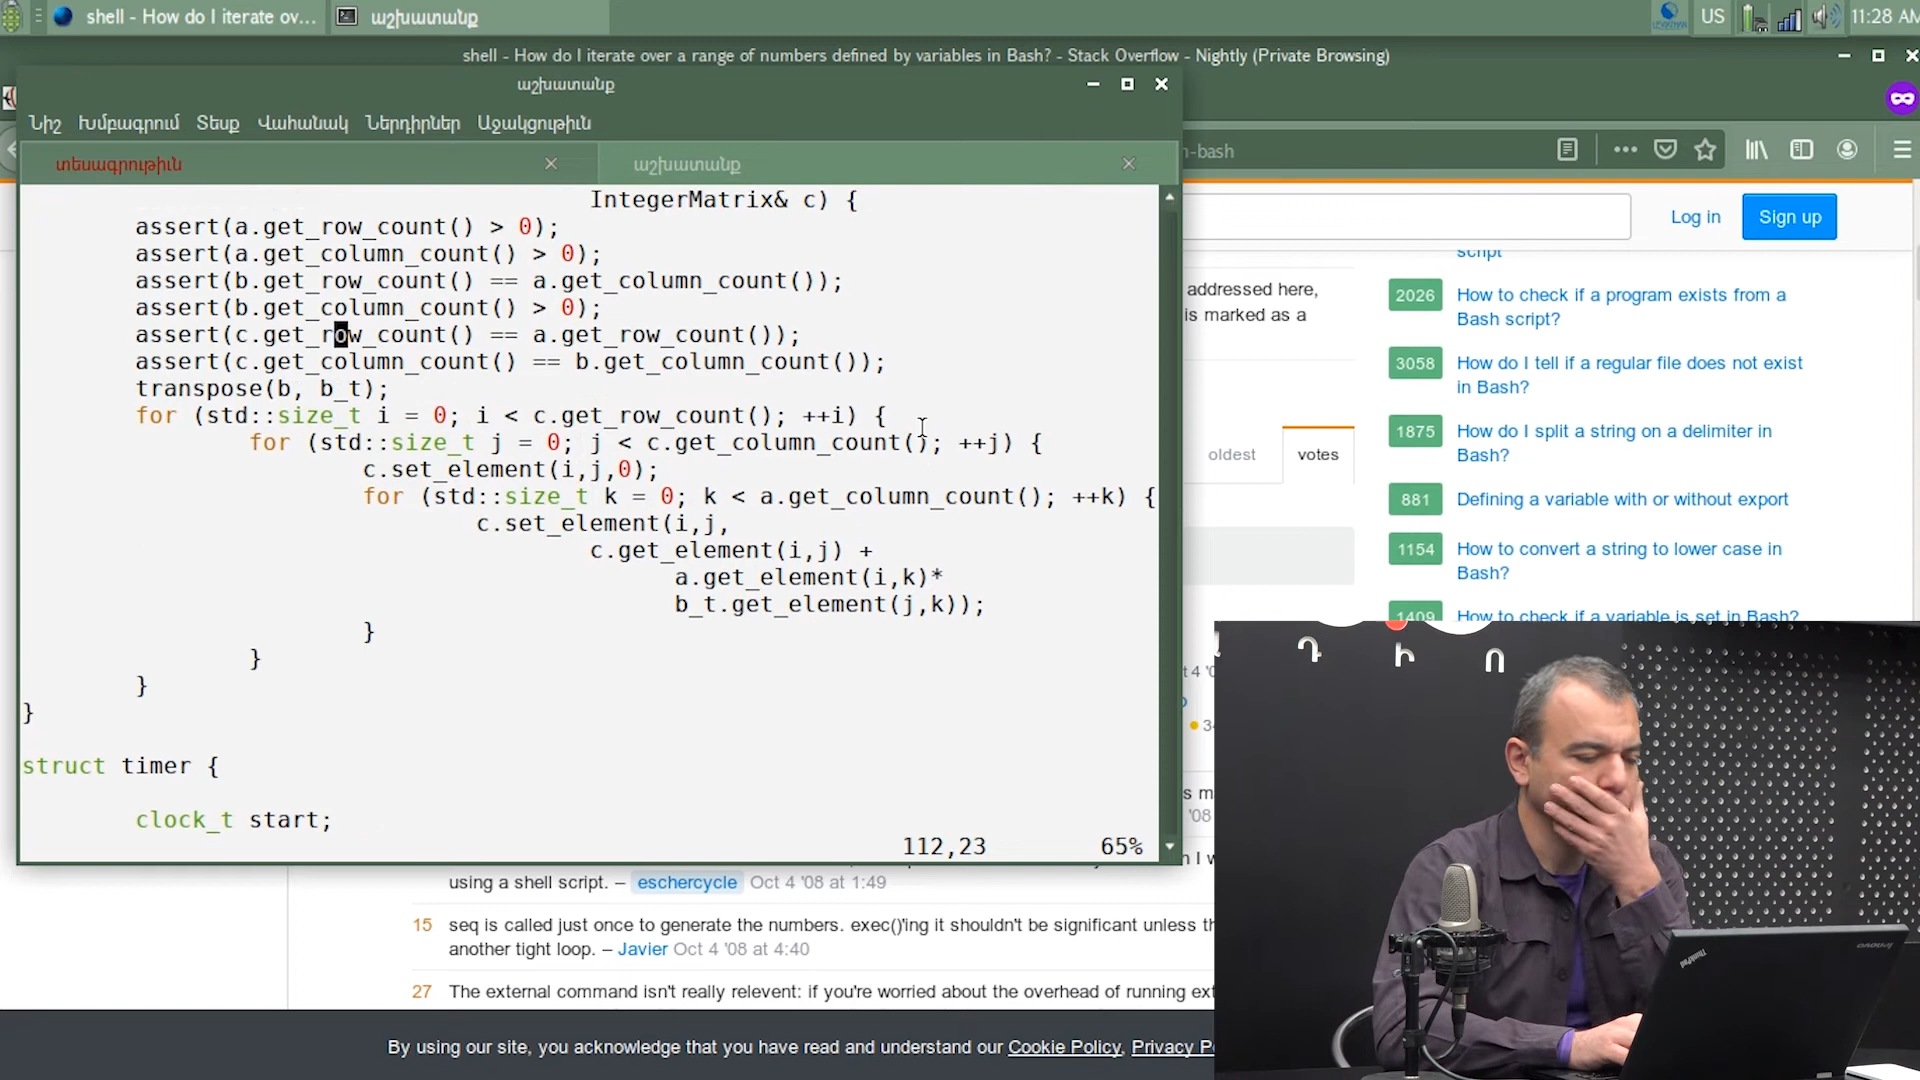 shell - How do I iterate ov...
աշխատանք
US
11:28 AM
shell - How do I iterate over a range of numbers defined by variables in Bash? - Stack Overflow - Nightly (Private Browsing)
աշխատանք
Նիշ Խմբագրում Տեսք Վահանակ Ներդիրներ Աջակցութիւն
տեսագրութիւն
աշխատանք
n-bash
IntegerMatrix& c) {
assert(a.get_row_count() > 0);
assert(a.get_column_count() > 0);
assert(b.get_row_count() == a.get_column_count());
assert(b.get_column_count() > 0);
assert(c.get_row_count() == a.get_row_count());
assert(c.get_column_count() == b.get_column_count());
transpose(b, b_t);
for (std::size_t i = 0; i < c.get_row_count(); ++i) {
for (std::size_t j = 0; j < c.get_column_count(); ++j) {
c.set_element(i,j,0);
for (std::size_t k = 0; k < a.get_column_count(); ++k) {
c.set_element(i,j,
c.get_element(i,j) +
a.get_element(i,k)*
b_t.get_element(j,k));
}
}
}
}
struct timer {
clock_t start;
112,23 65%
Log in
Sign up
script
addressed here,
is marked as a
oldest
votes
2026 How to check if a program exists from a
Bash script?
3058 How do I tell if a regular file does not exist
in Bash?
1875 How do I split a string on a delimiter in
Bash?
881 Defining a variable with or without export
1154 How to convert a string to lower case in
Bash?
1409 How to check if a variable is set in Bash?
Դ Ի Ո
using a shell script. – eschercycle Oct 4 '08 at 1:49
15 seq is called just once to generate the numbers. exec()'ing it shouldn't be significant unless
another tight loop. – Javier Oct 4 '08 at 4:40
27 The external command isn't really relevent: if you're worried about the overhead of running
By using our site, you acknowledge that you have read and understand our Cookie Policy, Privacy
ThinkPad
lenovo